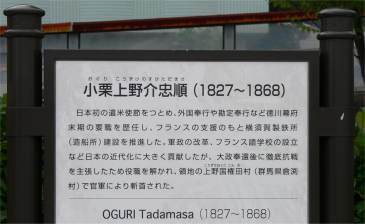 おぐり こうずけのすけただまさ
小栗上野介忠順 (1827~1868)
日本初の遣米使節をつとめ、外国奉行や勘定奉行など徳川幕府
末期の要職を歴任し、フランスの支援のもと横須賀製鉄所
(造船所) 建設を推進した。軍政の改革、フランス語学校の設立
など日本の近代化に大きく貢献したが、大政奉還後に徹底抗戦
を主張したため役職を解かれ、領地の上野国権田村 (群馬県倉渕
村) で官軍により斬首された。
OGURI Tadamasa (1827~1868)